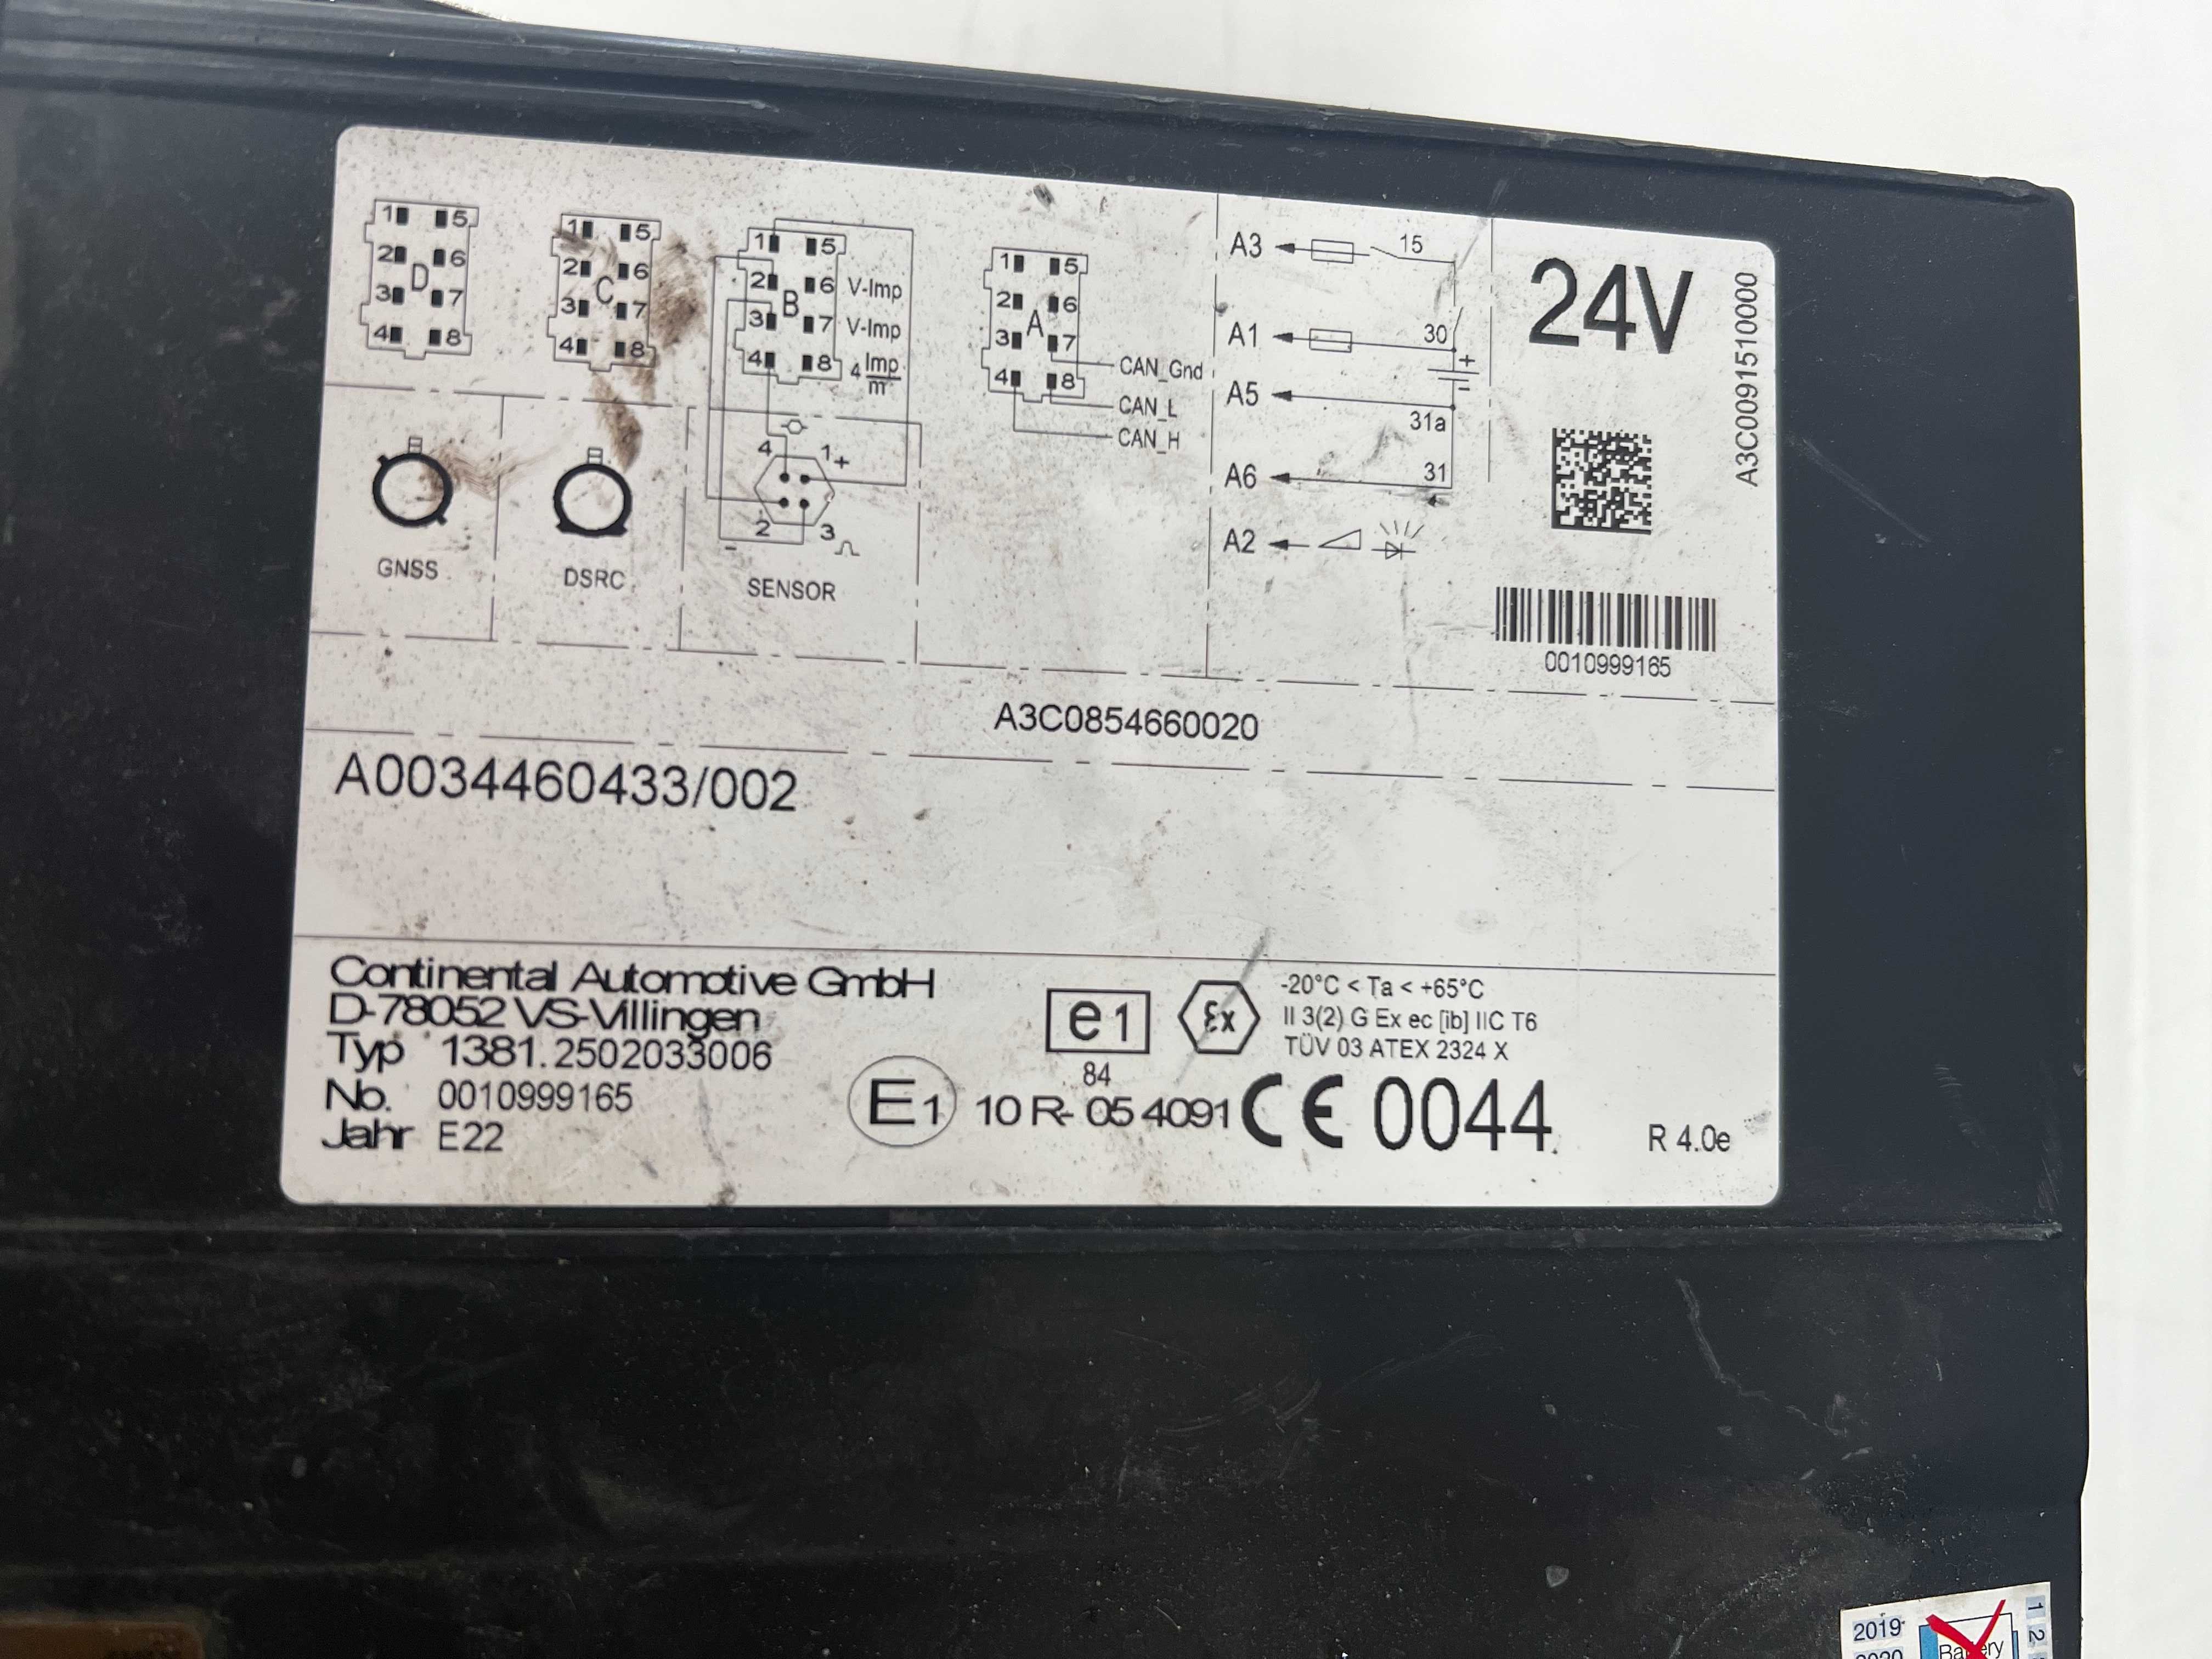 1 5
2 6
D
3 7
4 8
1 5
2 6
C
3 7
4 8
1 5
2 6 V-Imp
B
3 7 V-Imp
4 8 4 Imp/m
1 5
2 6
A
3 7
4 8
CAN_Gnd
CAN_L
CAN_H
A3 15
A1 30
+
A5 -
31a
A6 31
A2
24V
A3C0091510000
0010999165
GNSS
DSRC
4 1+
2 3
-
SENSOR
A3C0854660020
A0034460433/002
Continental Automotive GmbH
D-78052 VS-Villingen
Typ 1381.2502033006
No. 0010999165
Jahr E22
e1
84
Ex
-20°C < Ta < +65°C
II 3(2) G Ex ec [ib] IIC T6
TÜV 03 ATEX 2324 X
E1 10 R- 05 4091 CE 0044
R 4.0e
2019
2020
Battery
1
2